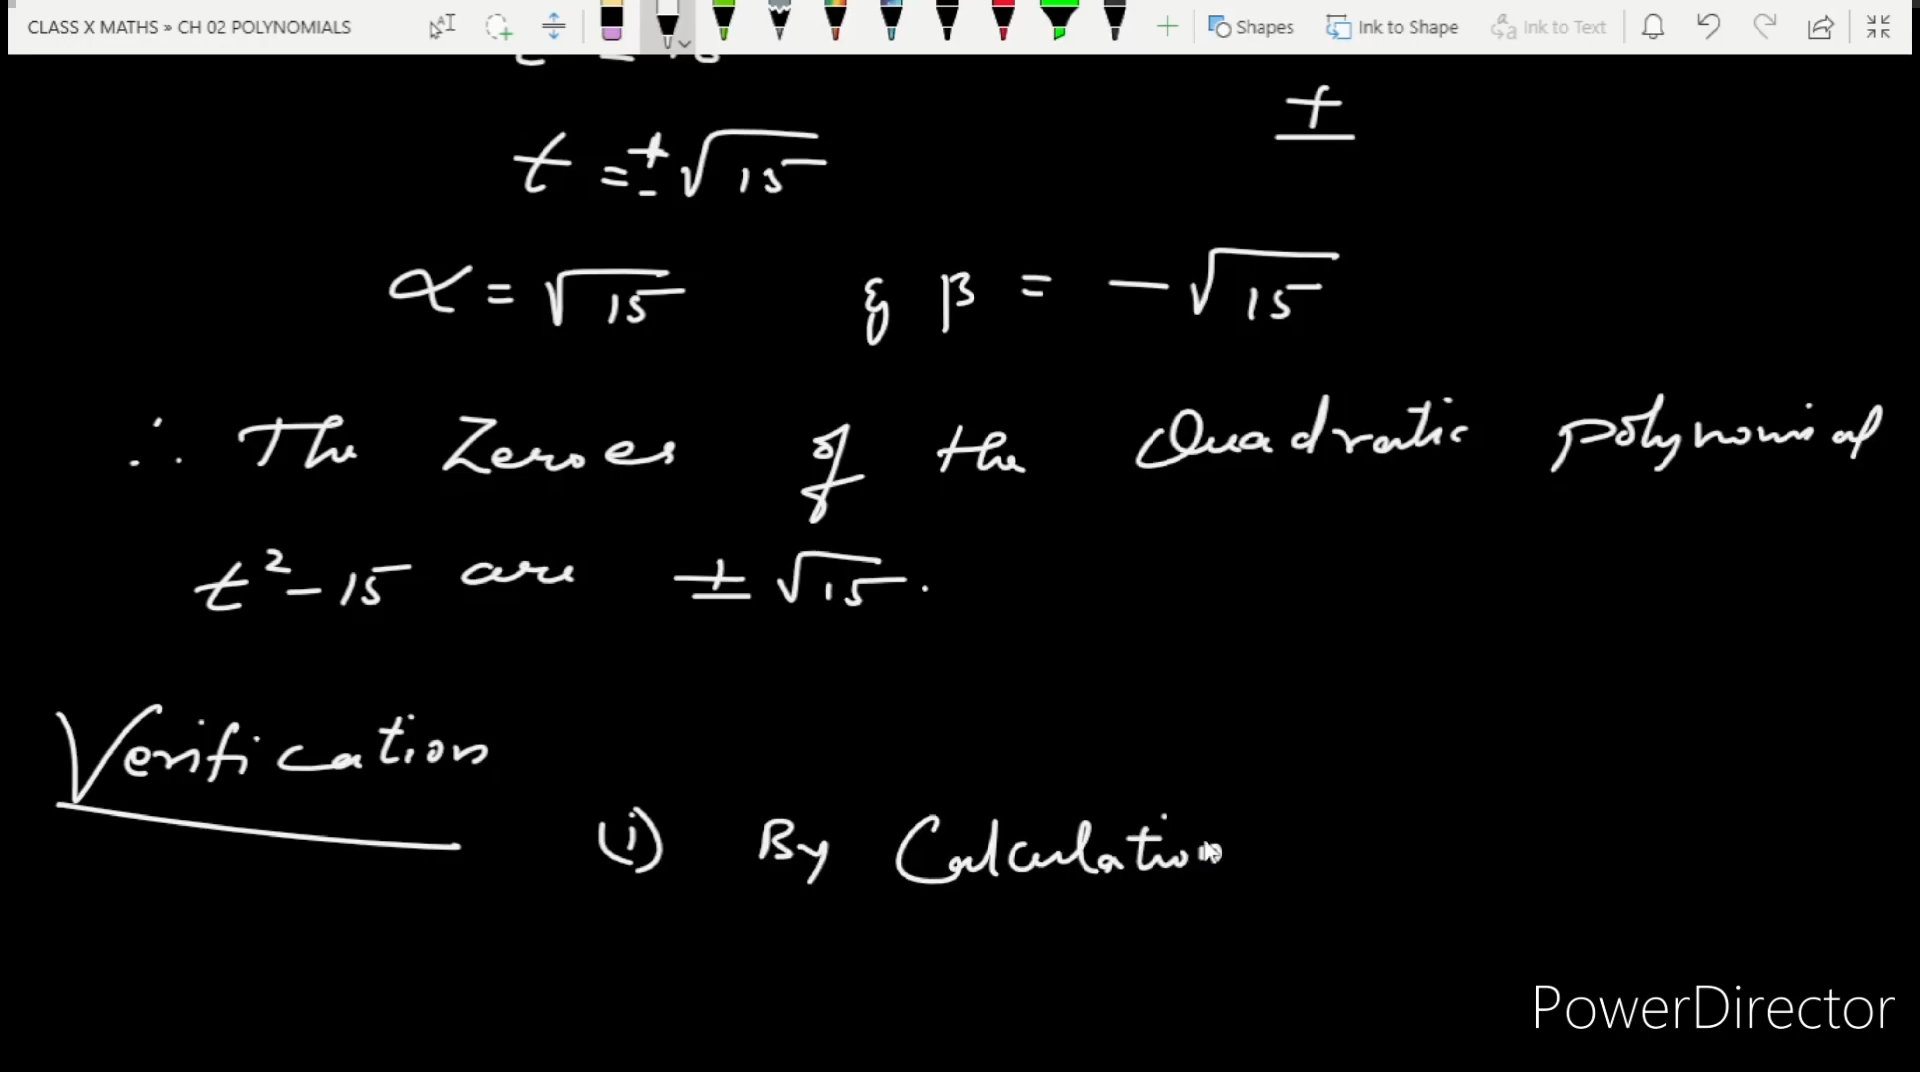 CLASS X MATHS » CH 02 POLYNOMIALS Shapes Ink to Shape Ink to Text
±
t = ± √15
α = √15 & β = - √15
∴ The Zeroes of the Quadratic polynomial
t² - 15 are ± √15.
Verification
(i) By Calculation
PowerDirector